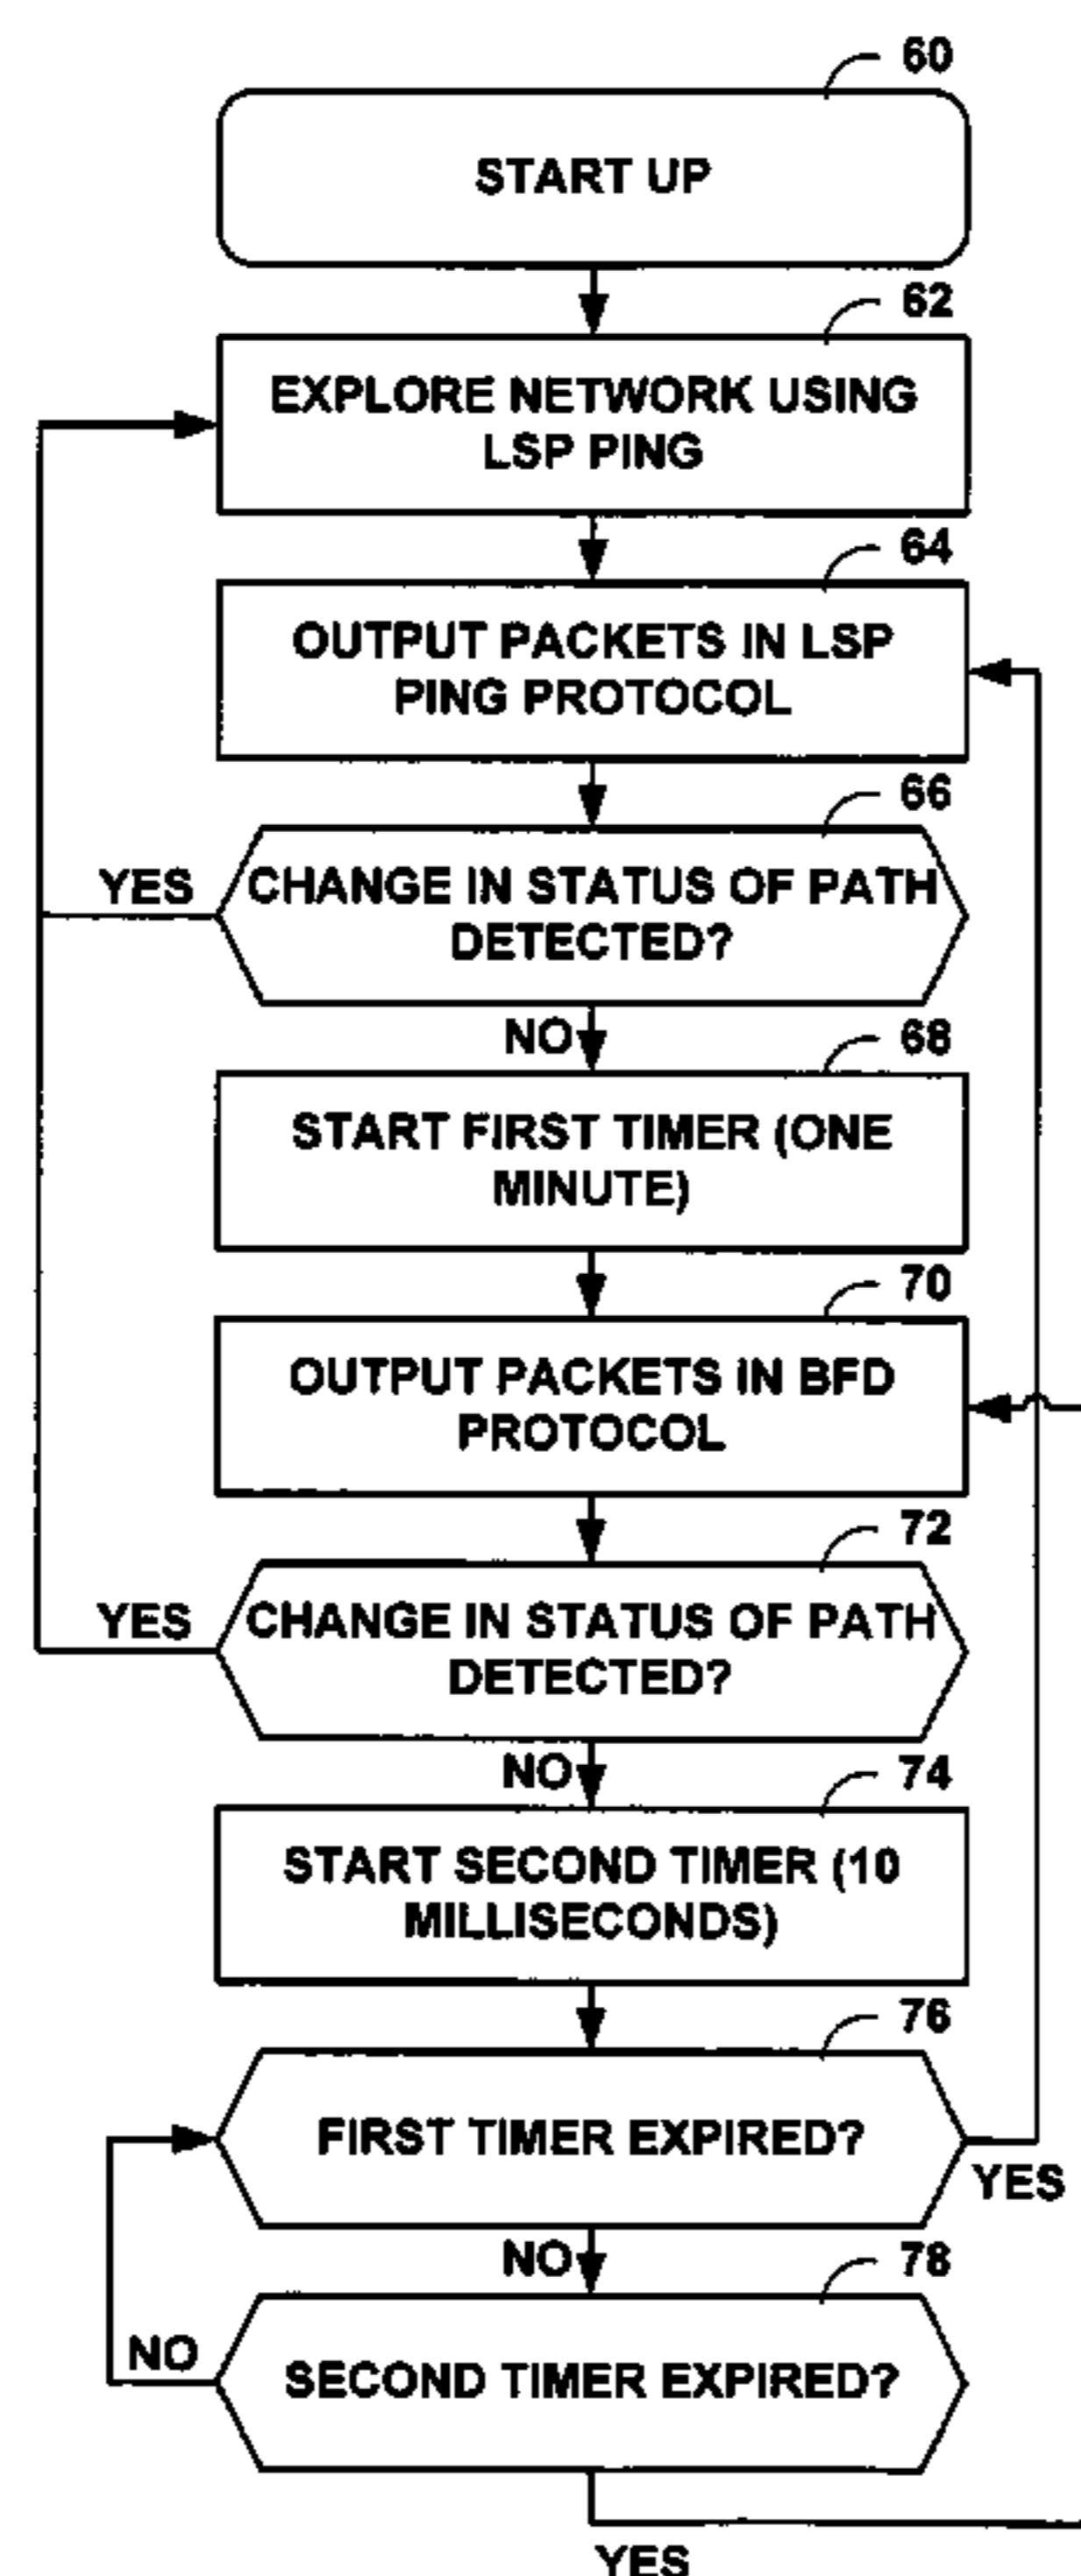 60
START UP
62
EXPLORE NETWORK USING
LSP PING
64
OUTPUT PACKETS IN LSP
PING PROTOCOL
66
YES
CHANGE IN STATUS OF PATH
DETECTED?
NO
68
START FIRST TIMER (ONE
MINUTE)
70
OUTPUT PACKETS IN BFD
PROTOCOL
72
YES
CHANGE IN STATUS OF PATH
DETECTED?
NO
74
START SECOND TIMER (10
MILLISECONDS)
76
FIRST TIMER EXPIRED?
YES
NO
78
NO
SECOND TIMER EXPIRED?
YES